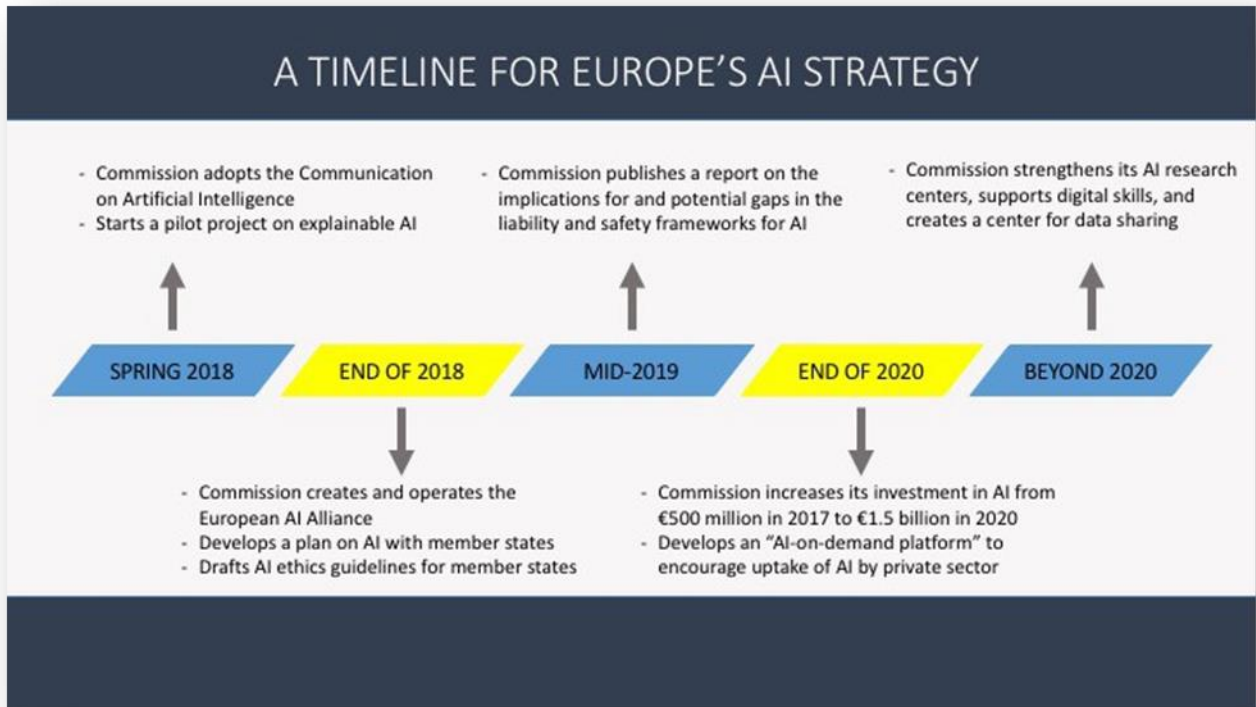 A TIMELINE FOR EUROPE'S AI STRATEGY
- Commission adopts the Communication
on Artificial Intelligence
- Starts a pilot project on explainable AI
- Commission publishes a report on the
implications for and potential gaps in the
liability and safety frameworks for AI
- Commission strengthens its AI research
centers, supports digital skills, and
creates a center for data sharing
SPRING 2018
END OF 2018
MID-2019
END OF 2020
BEYOND 2020
- Commission creates and operates the
European AI Alliance
- Develops a plan on AI with member states
- Drafts AI ethics guidelines for member states
- Commission increases its investment in AI from
€500 million in 2017 to €1.5 billion in 2020
- Develops an “AI-on-demand platform” to
encourage uptake of AI by private sector